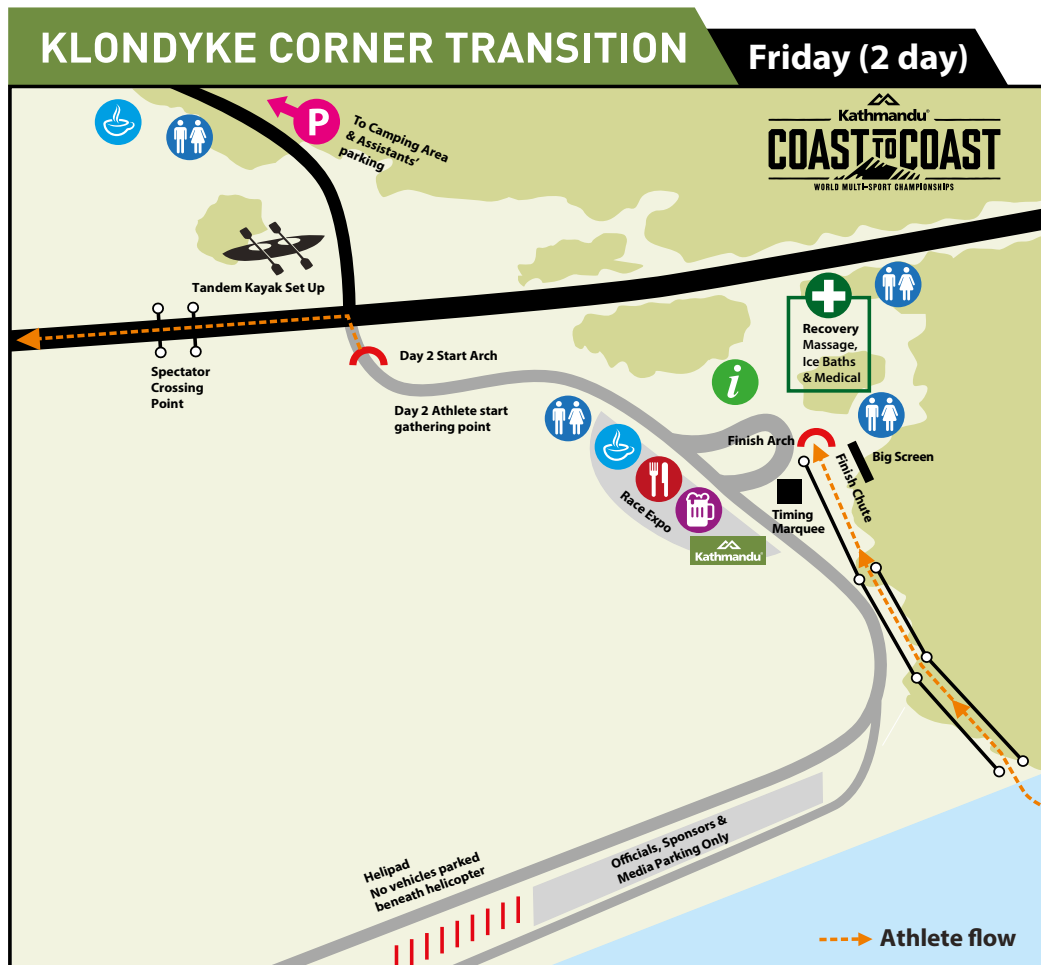 KLONDYKE CORNER TRANSITION
Friday (2 day)
Kathmandu®
COAST TO COAST
WORLD MULTI-SPORT CHAMPIONSHIPS
P
To Camping Area
& Assistants'
parking
Tandem Kayak Set Up
Spectator
Crossing
Point
Day 2 Start Arch
Day 2 Athlete start
gathering point
Recovery
Massage,
Ice Baths
& Medical
i
Finish Arch
Big Screen
Finish Chute
Timing
Marquee
Race Expo
Kathmandu®
Officials, Sponsors &
Media Parking Only
Helipad
No vehicles parked
beneath helicopter
Athlete flow